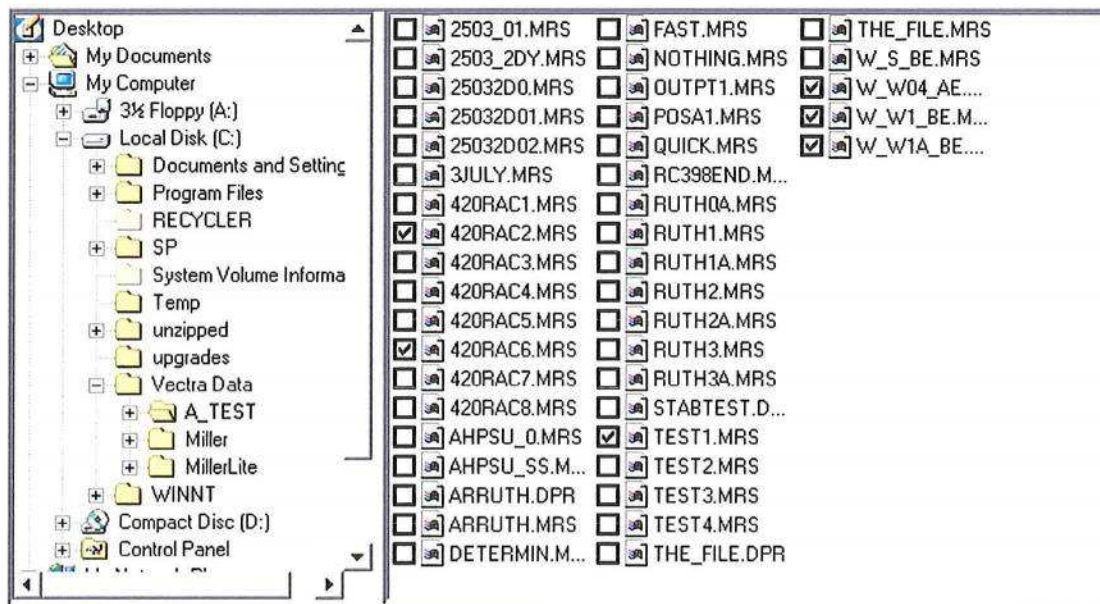 Desktop
My Documents
My Computer
3½ Floppy (A:)
Local Disk (C:)
Documents and Setting
Program Files
RECYCLER
SP
System Volume Informa
Temp
unzipped
upgrades
Vectra Data
A_TEST
Miller
MillerLite
WINNT
Compact Disc (D:)
Control Panel
2503_01.MRS
2503_2DY.MRS
25032D0.MRS
25032D01.MRS
25032D02.MRS
3JULY.MRS
420RAC1.MRS
420RAC2.MRS
420RAC3.MRS
420RAC4.MRS
420RAC5.MRS
420RAC6.MRS
420RAC7.MRS
420RAC8.MRS
AHPSU_0.MRS
AHPSU_SS.M...
ARRUTH.DPR
ARRUTH.MRS
DETERMIN.M...
FAST.MRS
NOTHING.MRS
OUTPT1.MRS
POSA1.MRS
QUICK.MRS
RC398END.M...
RUTH0A.MRS
RUTH1.MRS
RUTH1A.MRS
RUTH2.MRS
RUTH2A.MRS
RUTH3.MRS
RUTH3A.MRS
STABTEST.D...
TEST1.MRS
TEST2.MRS
TEST3.MRS
TEST4.MRS
THE_FILE.DPR
THE_FILE.MRS
W_S_BE.MRS
W_W04_AE....
W_W1_BE.M...
W_W1A_BE....